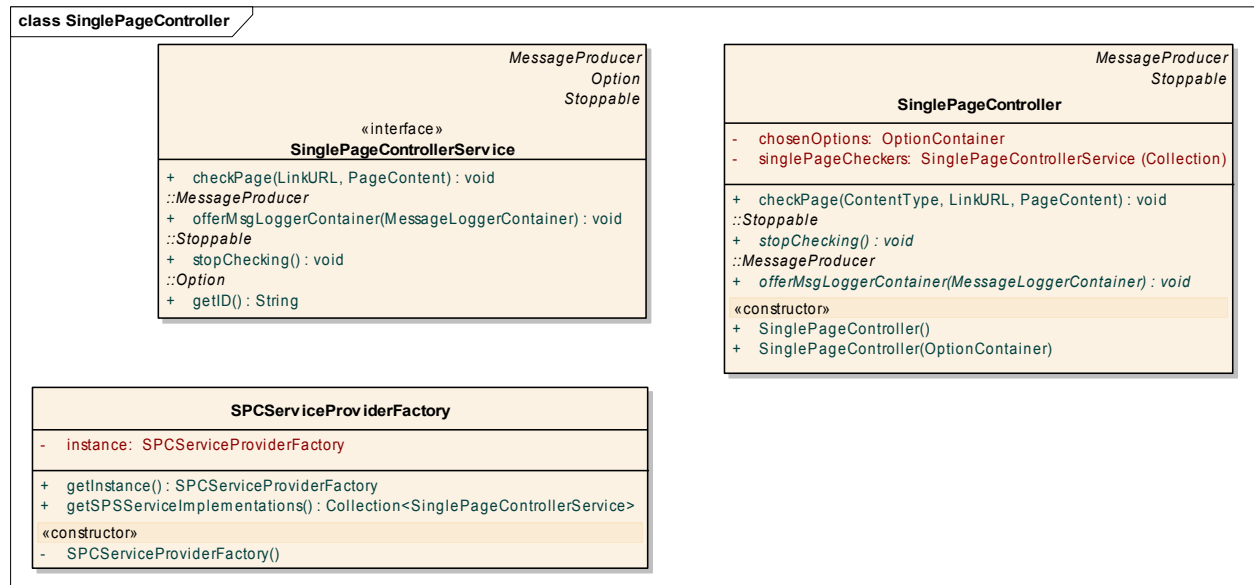 class SinglePageController
MessageProducer
Option
Stoppable
«interface»
SinglePageControllerService
+ checkPage(LinkURL, PageContent) : void
::MessageProducer
+ offerMsgLoggerContainer(MessageLoggerContainer) : void
::Stoppable
+ stopChecking() : void
::Option
+ getID() : String
MessageProducer
Stoppable
SinglePageController
- chosenOptions: OptionContainer
- singlePageCheckers: SinglePageControllerService (Collection)
+ checkPage(ContentType, LinkURL, PageContent) : void
::Stoppable
+ stopChecking() : void
::MessageProducer
+ offerMsgLoggerContainer(MessageLoggerContainer) : void
«constructor»
+ SinglePageController()
+ SinglePageController(OptionContainer)
SPCServiceProviderFactory
- instance: SPCServiceProviderFactory
+ getInstance() : SPCServiceProviderFactory
+ getSPSServiceImplementations() : Collection<SinglePageControllerService>
«constructor»
- SPCServiceProviderFactory()